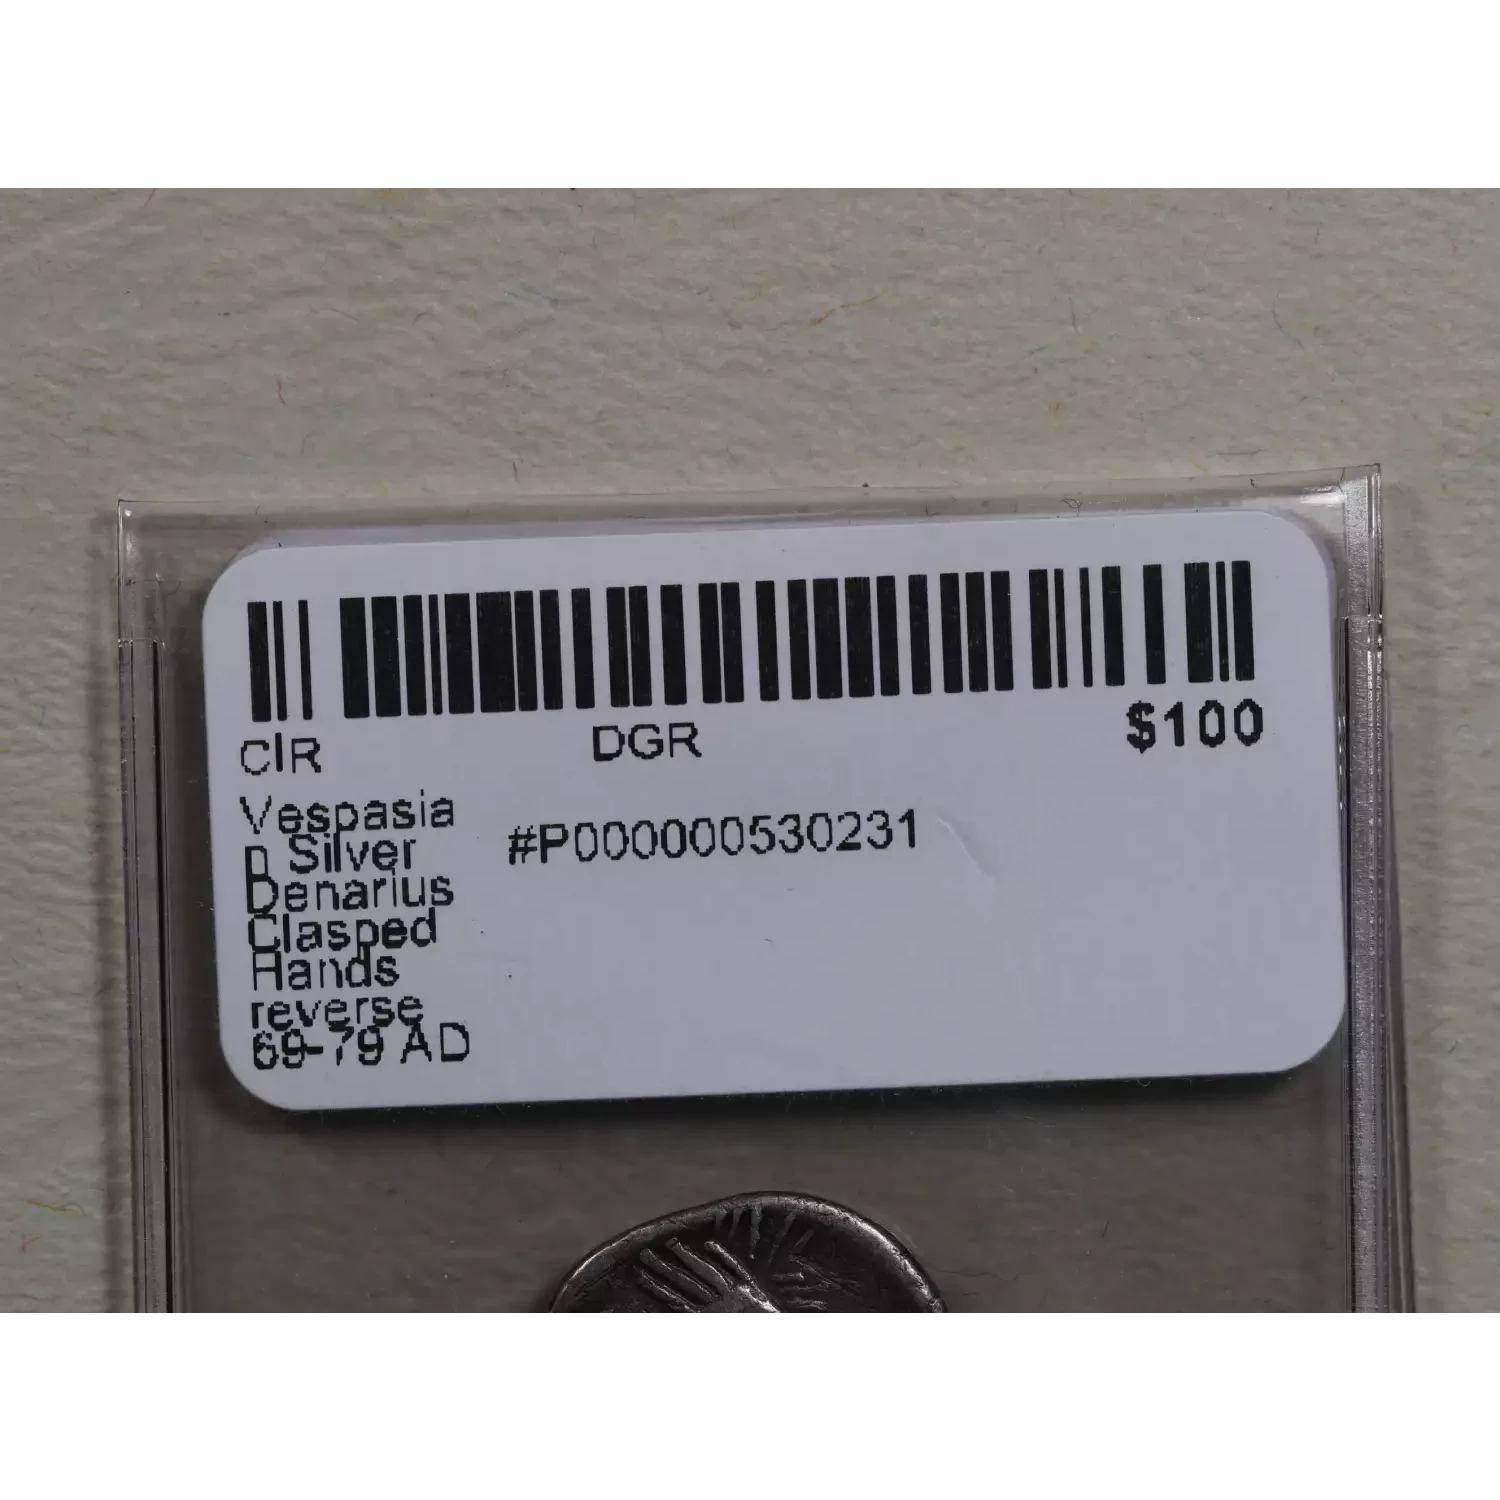 CIR DGR $100
Vespasia
n Silver #P000000530231
Denarius
Clasped
Hands
reverse
69-79 AD